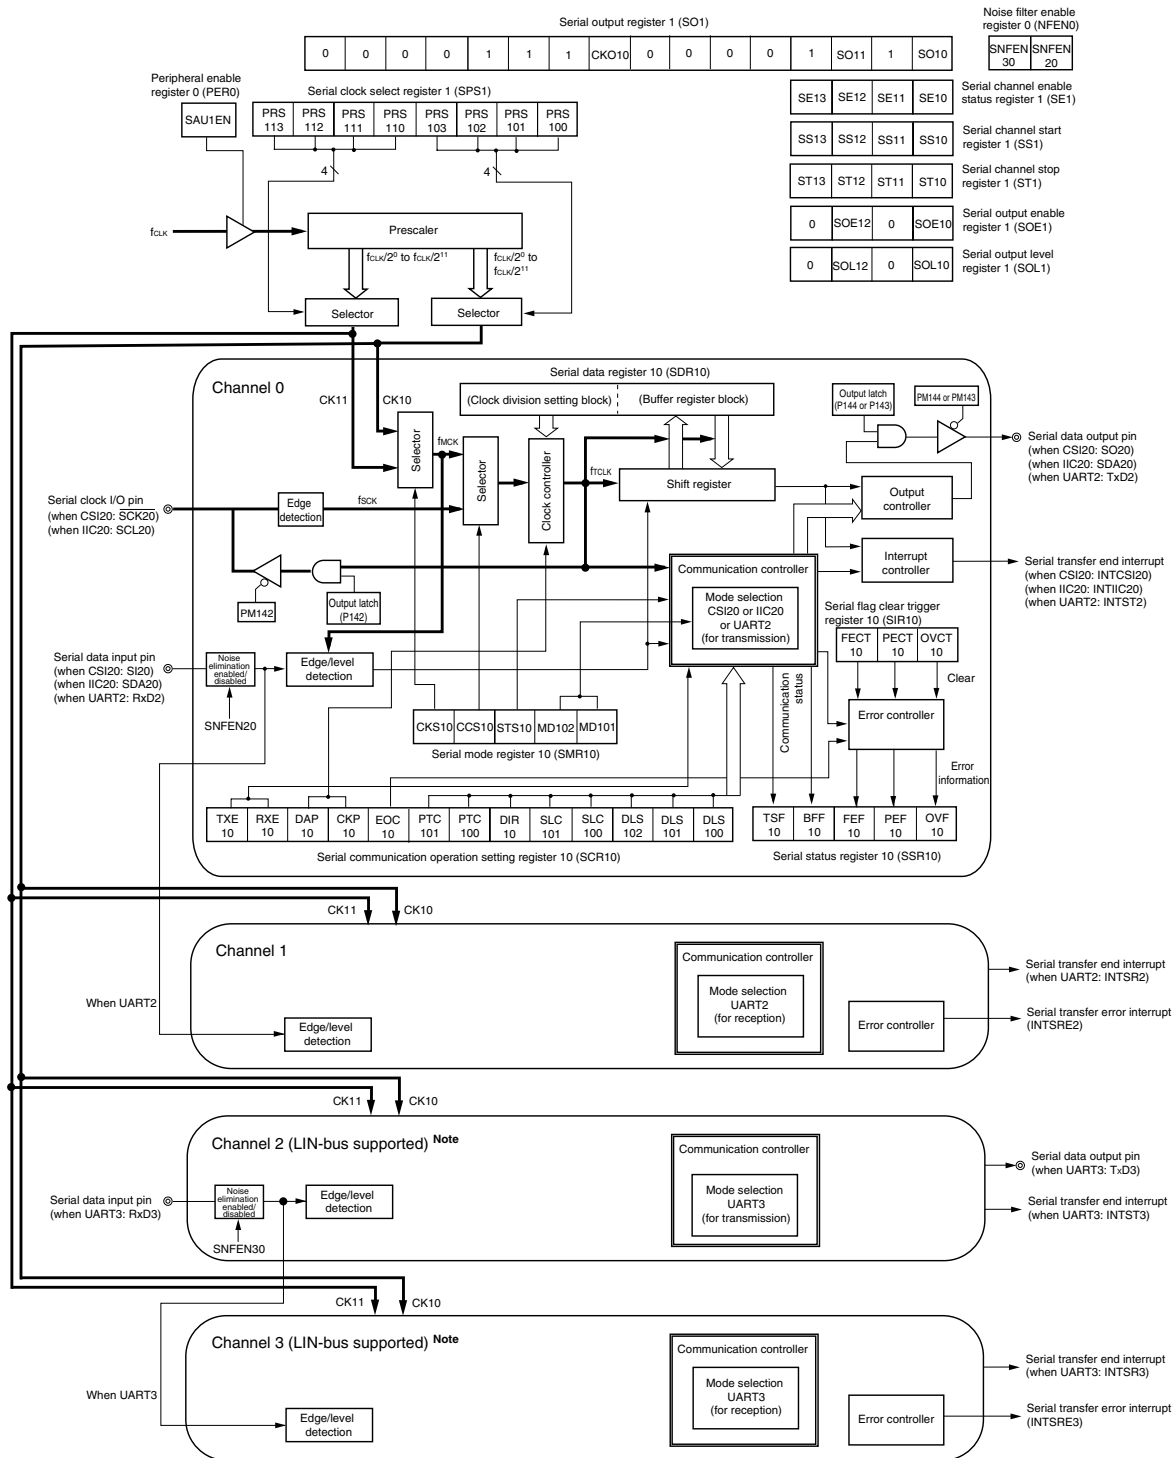 Serial output register 1 (SO1)
0 0 0 0 1 1 1 CKO10 0 0 0 0 1 SO11 1 SO10
Noise filter enable
register 0 (NFEN0)
SNFEN 30 SNFEN 20
Peripheral enable
register 0 (PER0)
SAU1EN
Serial clock select register 1 (SPS1)
PRS 113 PRS 112 PRS 111 PRS 110 PRS 103 PRS 102 PRS 101 PRS 100
4
4
SE13 SE12 SE11 SE10
Serial channel enable
status register 1 (SE1)
SS13 SS12 SS11 SS10
Serial channel start
register 1 (SS1)
ST13 ST12 ST11 ST10
Serial channel stop
register 1 (ST1)
0 SOE12 0 SOE10
Serial output enable
register 1 (SOE1)
0 SOL12 0 SOL10
Serial output level
register 1 (SOL1)
fCLK
Prescaler
fCLK/2⁰ to fCLK/2¹¹
fCLK/2⁰ to
fCLK/2¹¹
Selector
Selector
Channel 0
CK11
CK10
Serial data register 10 (SDR10)
(Clock division setting block)
(Buffer register block)
Output latch
(P144 or P143)
PM144 or PM143
Serial data output pin
(when CSI20: SO20)
(when IIC20: SDA20)
(when UART2: TxD2)
Selector
fMCK
Selector
Clock controller
fTCLK
Shift register
Output
controller
Serial clock I/O pin
(when CSI20: SCK20)
(when IIC20: SCL20)
Edge
detection
fSCK
Interrupt
controller
Serial transfer end interrupt
(when CSI20: INTCSI20)
(when IIC20: INTIIC20)
(when UART2: INTST2)
Communication controller
Mode selection
CSI20 or IIC20
or UART2
(for transmission)
PM142
Output latch
(P142)
Serial flag clear trigger
register 10 (SIR10)
FECT 10 PECT 10 OVCT 10
Clear
Serial data input pin
(when CSI20: SI20)
(when IIC20: SDA20)
(when UART2: RxD2)
Noise
elimination
enabled/
disabled
Edge/level
detection
SNFEN20
CKS10 CCS10 STS10 MD102 MD101
Serial mode register 10 (SMR10)
Communication
status
Error controller
Error
information
TXE 10 RXE 10 DAP 10 CKP 10 EOC 10 PTC 101 PTC 100 DIR 10 SLC 101 SLC 100 DLS 102 DLS 101 DLS 100
Serial communication operation setting register 10 (SCR10)
TSF 10 BFF 10 FEF 10 PEF 10 OVF 10
Serial status register 10 (SSR10)
CK11
CK10
Channel 1
Communication controller
Mode selection
UART2
(for reception)
Serial transfer end interrupt
(when UART2: INTSR2)
When UART2
Edge/level
detection
Error controller
Serial transfer error interrupt
(INTSRE2)
CK11
CK10
Channel 2 (LIN-bus supported) Note
Communication controller
Mode selection
UART3
(for transmission)
Serial data output pin
(when UART3: TxD3)
Serial data input pin
(when UART3: RxD3)
Noise
elimination
enabled/
disabled
Edge/level
detection
SNFEN30
Serial transfer end interrupt
(when UART3: INTST3)
CK11
CK10
Channel 3 (LIN-bus supported) Note
Communication controller
Mode selection
UART3
(for reception)
Serial transfer end interrupt
(when UART3: INTSR3)
When UART3
Edge/level
detection
Error controller
Serial transfer error interrupt
(INTSRE3)